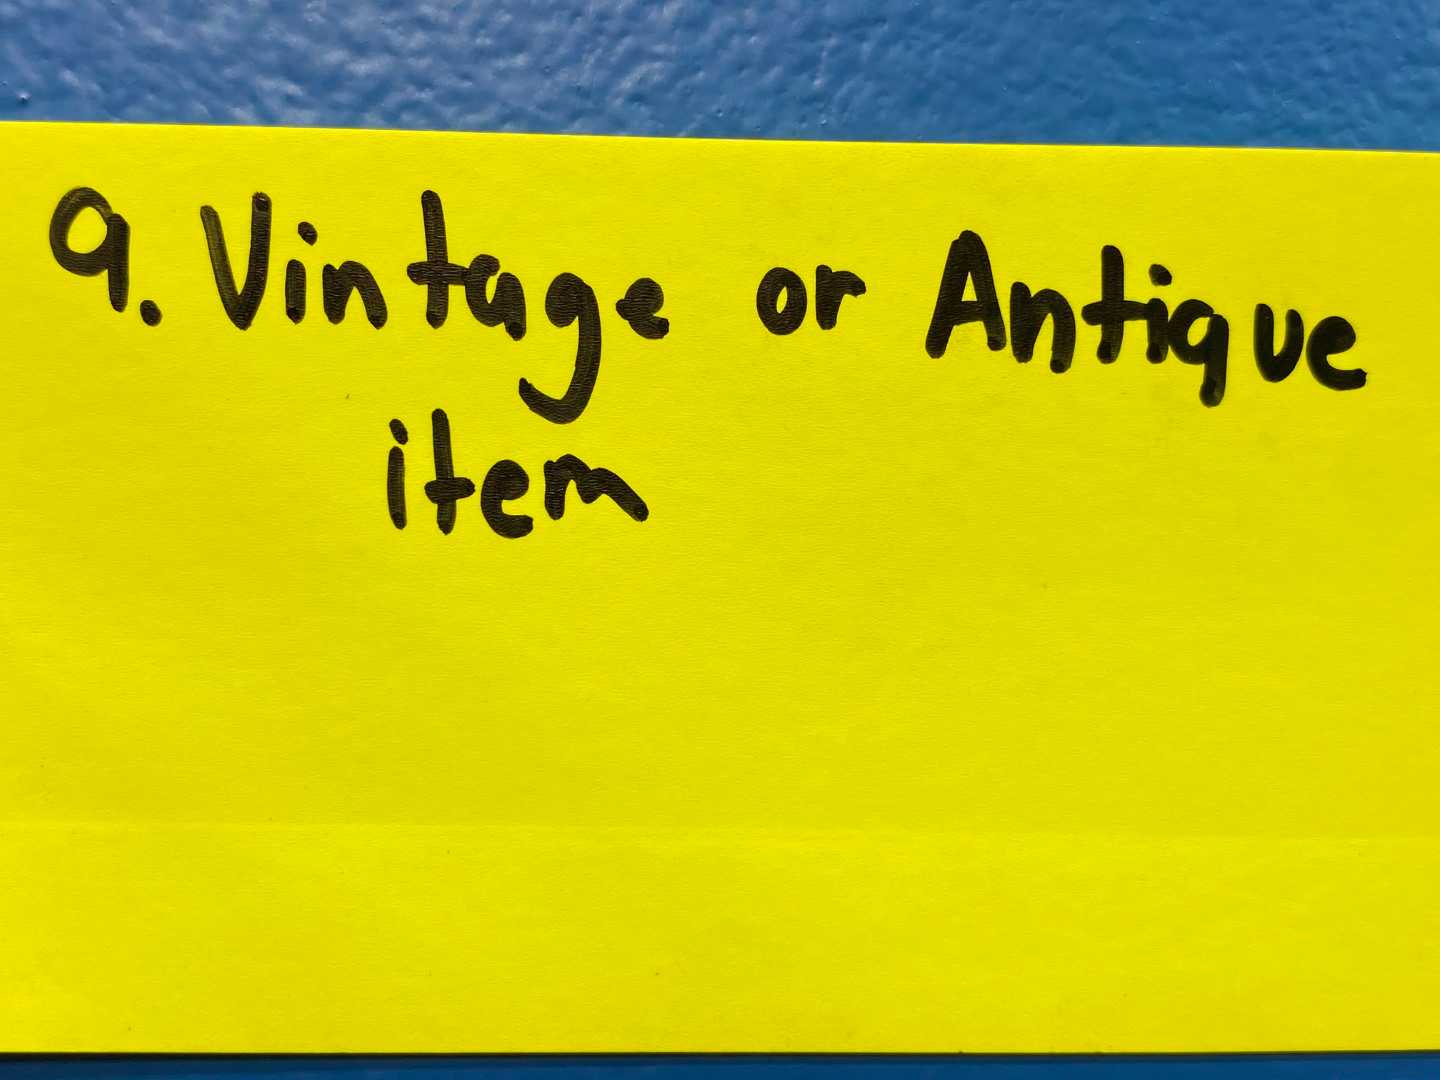 9. Vintage or Antique
item